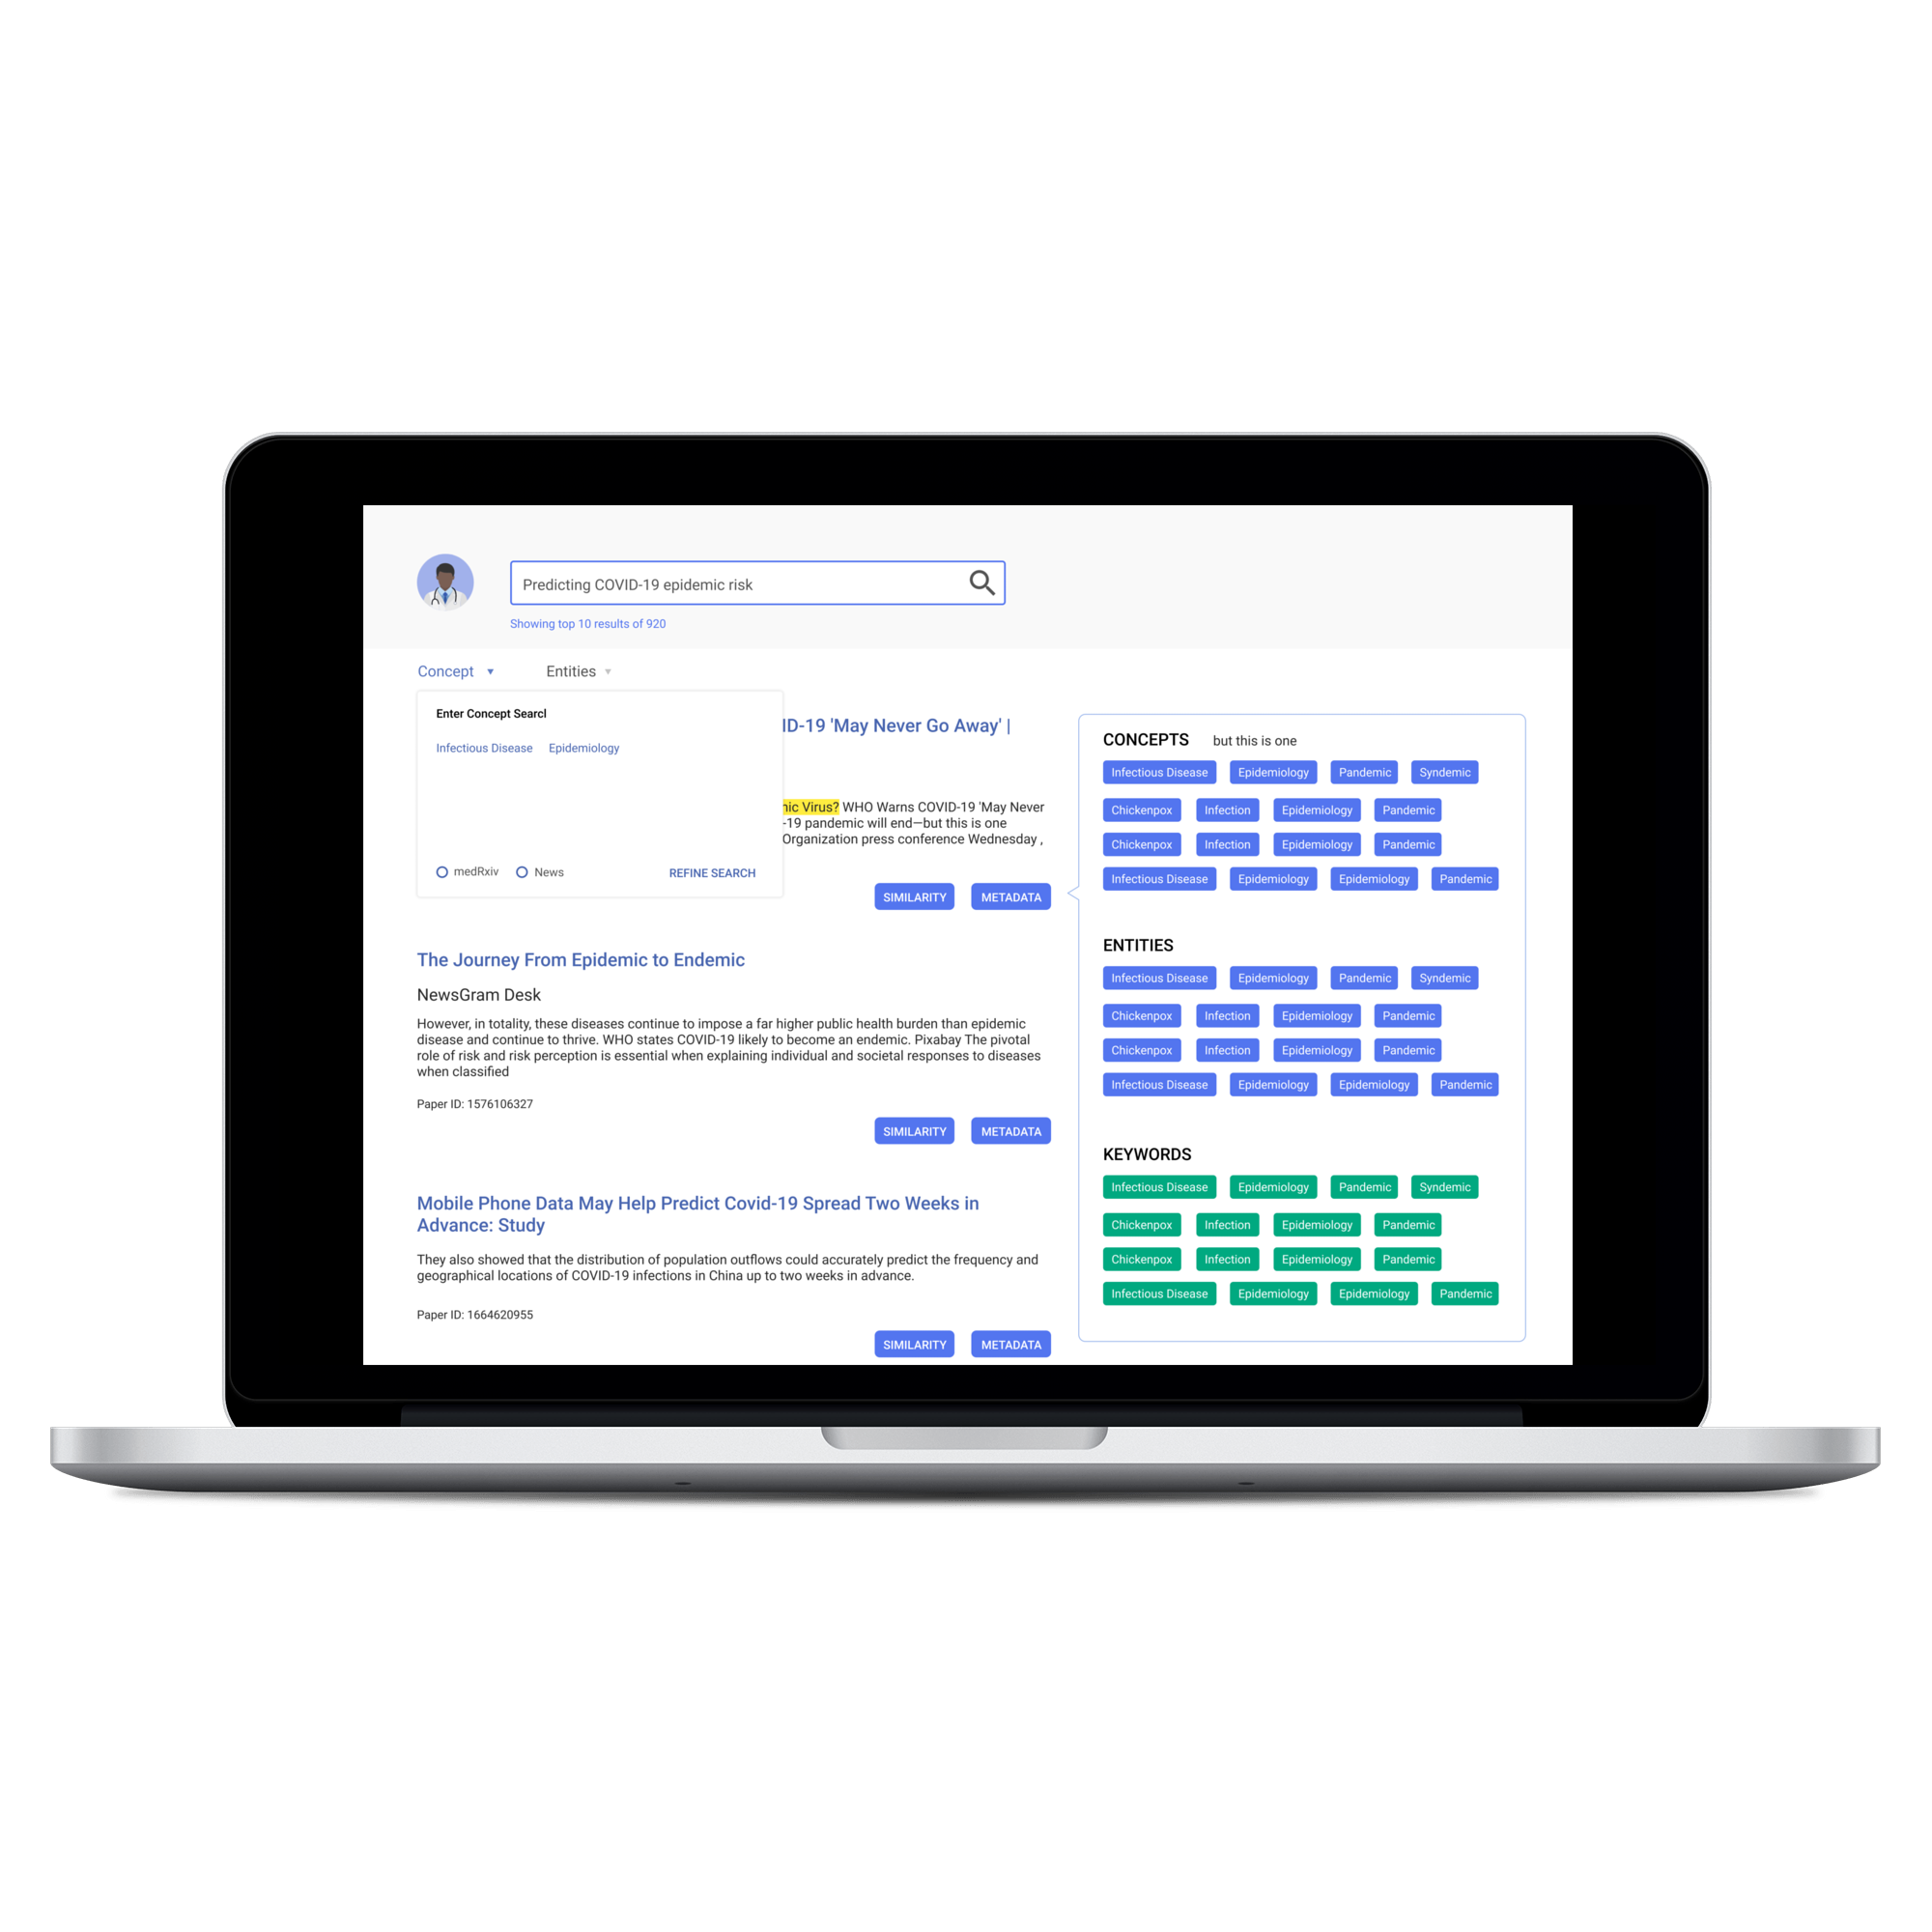 Predicting COVID-19 epidemic risk
Showing top 10 results of 920
Concept
Entities
Enter Concept Searcl
Infectious Disease Epidemiology
medRxiv News REFINE SEARCH
ID-19 'May Never Go Away' |
Virus? WHO Warns COVID-19 'May Never
-19 pandemic will end—but this is one
Organization press conference Wednesday ,
SIMILARITY METADATA
The Journey From Epidemic to Endemic
NewsGram Desk
However, in totality, these diseases continue to impose a far higher public health burden than epidemic
disease and continue to thrive. WHO states COVID-19 likely to become an endemic. Pixabay The pivotal
role of risk and risk perception is essential when explaining individual and societal responses to diseases
when classified
Paper ID: 1576106327
SIMILARITY METADATA
Mobile Phone Data May Help Predict Covid-19 Spread Two Weeks in
Advance: Study
They also showed that the distribution of population outflows could accurately predict the frequency and
geographical locations of COVID-19 infections in China up to two weeks in advance.
Paper ID: 1664620955
SIMILARITY METADATA
CONCEPTS but this is one
Infectious Disease Epidemiology Pandemic Syndemic
Chickenpox Infection Epidemiology Pandemic
Chickenpox Infection Epidemiology Pandemic
Infectious Disease Epidemiology Epidemiology Pandemic
ENTITIES
Infectious Disease Epidemiology Pandemic Syndemic
Chickenpox Infection Epidemiology Pandemic
Chickenpox Infection Epidemiology Pandemic
Infectious Disease Epidemiology Epidemiology Pandemic
KEYWORDS
Infectious Disease Epidemiology Pandemic Syndemic
Chickenpox Infection Epidemiology Pandemic
Chickenpox Infection Epidemiology Pandemic
Infectious Disease Epidemiology Epidemiology Pandemic